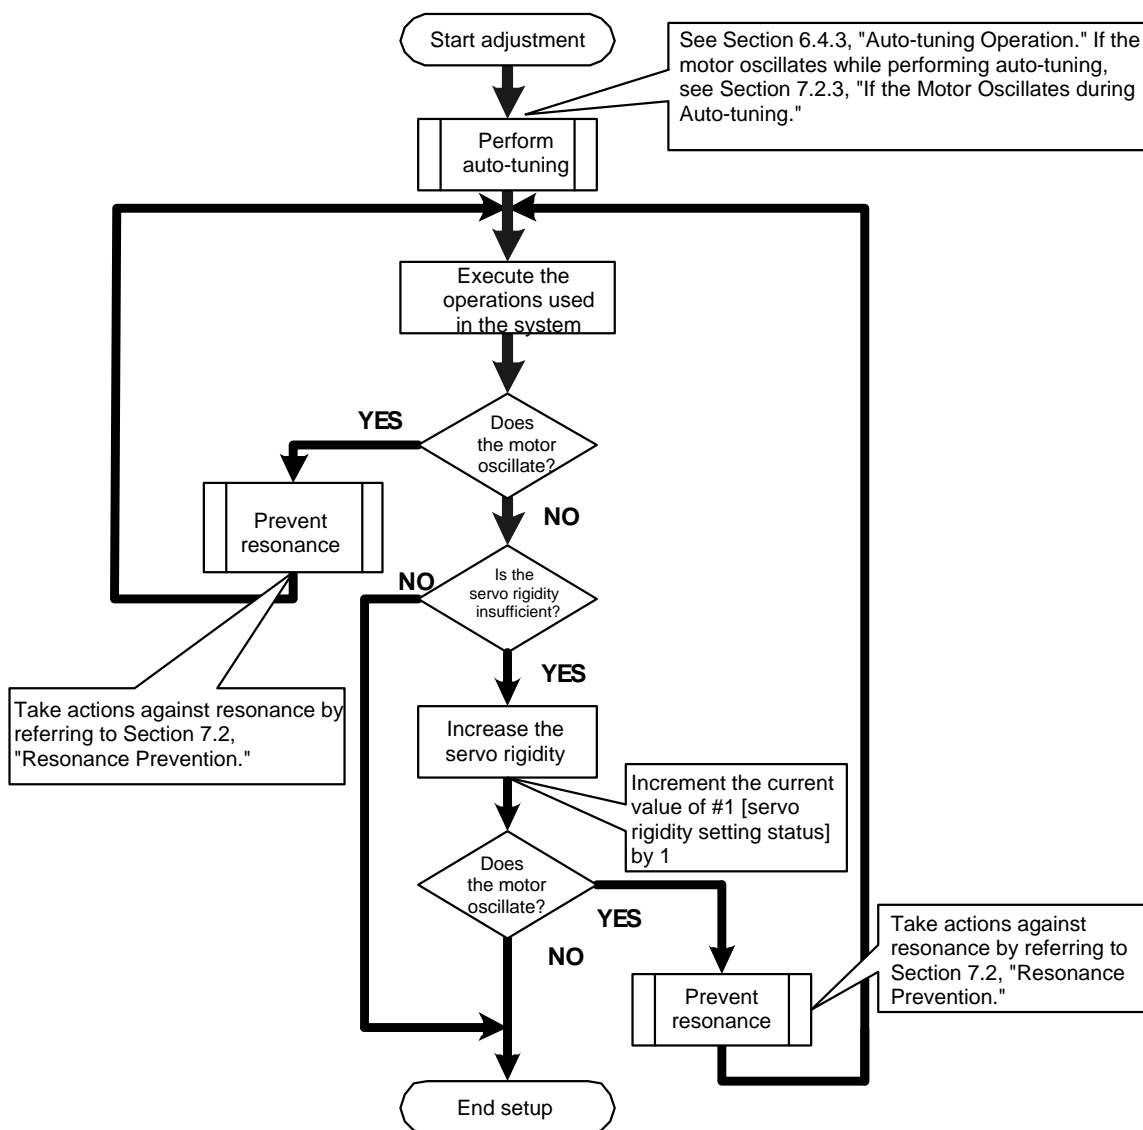 Start adjustment
See Section 6.4.3, "Auto-tuning Operation." If the
motor oscillates while performing auto-tuning,
see Section 7.2.3, "If the Motor Oscillates during
Auto-tuning."
Perform
auto-tuning
Execute the
operations used
in the system
Does
the motor
oscillate?
YES
NO
Prevent
resonance
Is the
servo rigidity
insufficient?
NO
YES
Take actions against resonance by
referring to Section 7.2,
"Resonance Prevention."
Increase the
servo rigidity
Increment the current
value of #1 [servo
rigidity setting status]
by 1
Does
the motor
oscillate?
YES
NO
Take actions against
resonance by referring to
Section 7.2, "Resonance
Prevention."
Prevent
resonance
End setup